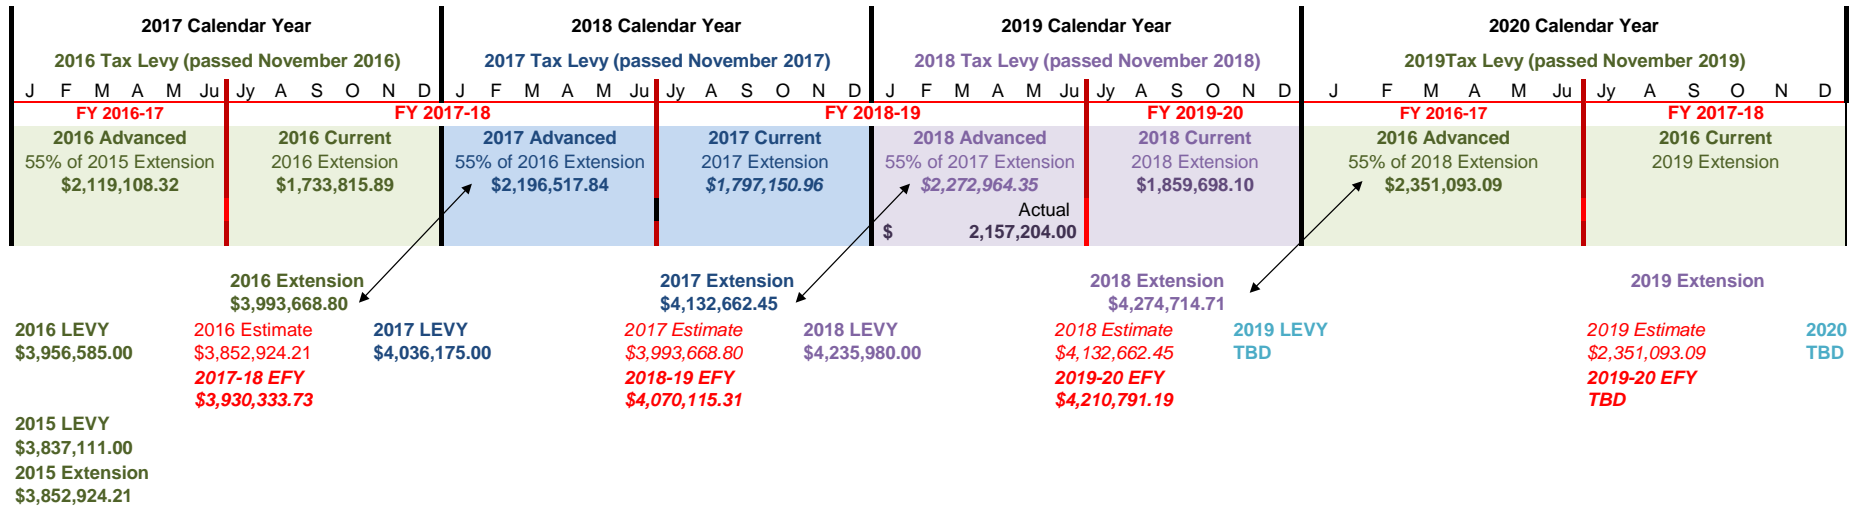 2017 Calendar Year 2018 Calendar Year 2019 Calendar Year 2020 Calendar Year
2016 Tax Levy (passed November 2016) 2017 Tax Levy (passed November 2017) 2018 Tax Levy (passed November 2018) 2019Tax Levy (passed November 2019)
J F M A M Ju Jy A S O N D J F M A M Ju Jy A S O N D J F M A M Ju Jy A S O N D J F M A M Ju Jy A S O N D
FY 2016-17 FY 2017-18 FY 2018-19 FY 2019-20 FY 2016-17 FY 2017-18
2016 Advanced 2016 Current 2017 Advanced 2017 Current 2018 Advanced 2018 Current 2016 Advanced 2016 Current
55% of 2015 Extension 2016 Extension 55% of 2016 Extension 2017 Extension 55% of 2017 Extension 2018 Extension 55% of 2018 Extension 2019 Extension
$2,119,108.32 $1,733,815.89 $2,196,517.84 $1,797,150.96 $2,272,964.35 $1,859,698.10 $2,351,093.09
Actual
$ 2,157,204.00
2016 Extension 2017 Extension 2018 Extension 2019 Extension
$3,993,668.80 $4,132,662.45 $4,274,714.71
2016 LEVY 2016 Estimate 2017 LEVY 2017 Estimate 2018 LEVY 2018 Estimate 2019 LEVY 2019 Estimate 2020
$3,956,585.00 $3,852,924.21 $4,036,175.00 $3,993,668.80 $4,235,980.00 $4,132,662.45 TBD $2,351,093.09 TBD
2017-18 EFY 2018-19 EFY 2019-20 EFY 2019-20 EFY
$3,930,333.73 $4,070,115.31 $4,210,791.19 TBD
2015 LEVY
$3,837,111.00
2015 Extension
$3,852,924.21